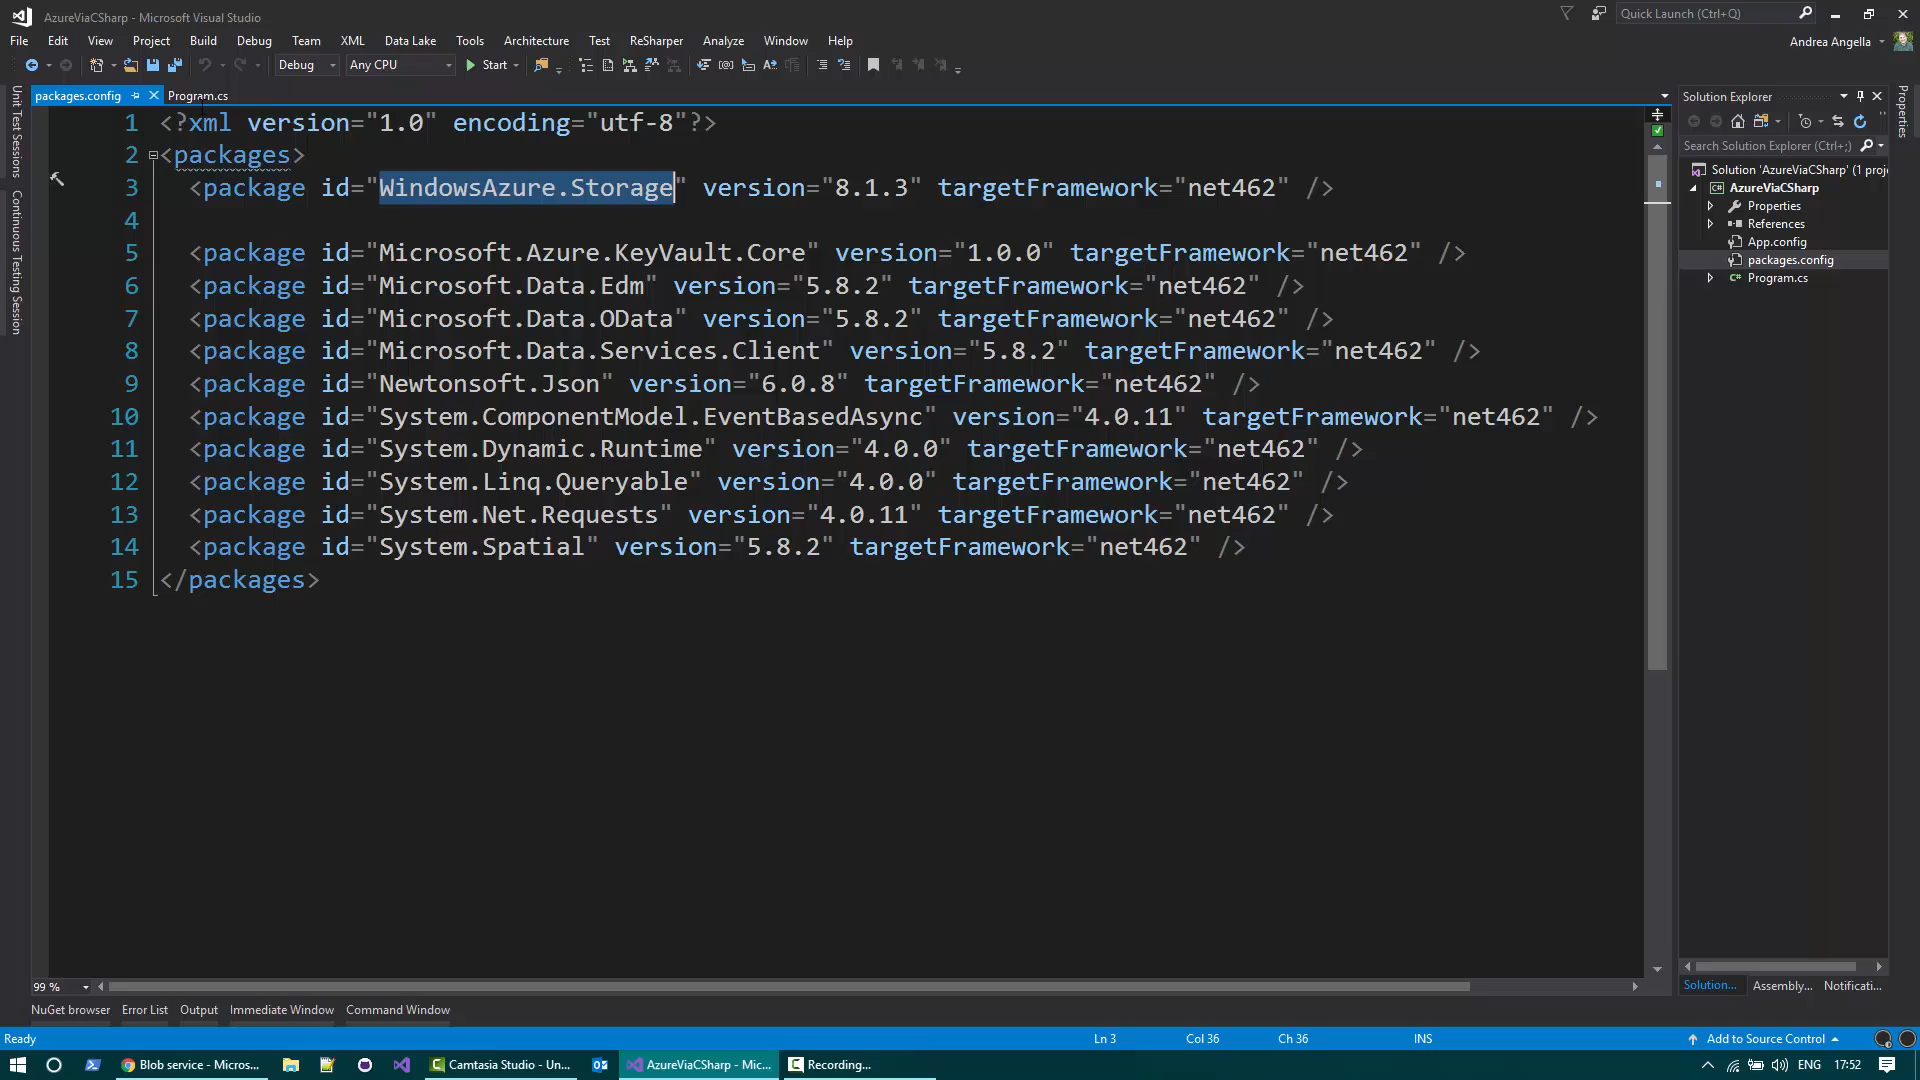 AzureViaCSharp - Microsoft Visual Studio
Quick Launch (Ctrl+Q)
File Edit View Project Build Debug Team XML Data Lake Tools Architecture Test ReSharper Analyze Window Help
Andrea Angella
Debug Any CPU Start
packages.config Program.cs
Unit Test Sessions
Continuous Testing Session
1 <?xml version="1.0" encoding="utf-8"?>
2 <packages>
3 <package id="WindowsAzure.Storage" version="8.1.3" targetFramework="net462" />
4
5 <package id="Microsoft.Azure.KeyVault.Core" version="1.0.0" targetFramework="net462" />
6 <package id="Microsoft.Data.Edm" version="5.8.2" targetFramework="net462" />
7 <package id="Microsoft.Data.OData" version="5.8.2" targetFramework="net462" />
8 <package id="Microsoft.Data.Services.Client" version="5.8.2" targetFramework="net462" />
9 <package id="Newtonsoft.Json" version="6.0.8" targetFramework="net462" />
10 <package id="System.ComponentModel.EventBasedAsync" version="4.0.11" targetFramework="net462" />
11 <package id="System.Dynamic.Runtime" version="4.0.0" targetFramework="net462" />
12 <package id="System.Linq.Queryable" version="4.0.0" targetFramework="net462" />
13 <package id="System.Net.Requests" version="4.0.11" targetFramework="net462" />
14 <package id="System.Spatial" version="5.8.2" targetFramework="net462" />
15 </packages>
99 %
Solution Explorer
Search Solution Explorer (Ctrl+;)
Solution 'AzureViaCSharp' (1 proj
AzureViaCSharp
Properties
References
App.config
packages.config
Program.cs
Solution... Assembly... Notificati...
Properties
NuGet browser Error List Output Immediate Window Command Window
Ready Ln 3 Col 36 Ch 36 INS Add to Source Control
Blob service - Micros... Camtasia Studio - Un... AzureViaCSharp - Mic... Recording... ENG 17:52